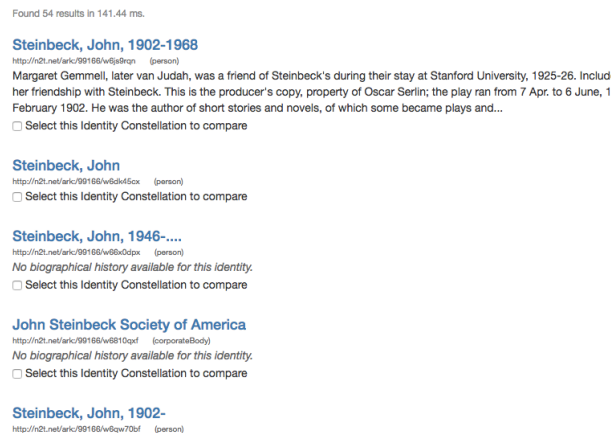 Found 54 results in 141.44 ms.
Steinbeck, John, 1902-1968
http://n2t.net/ark:/99166/w6js9rqn (person)
Margaret Gemmell, later van Judah, was a friend of Steinbeck's during their stay at Stanford University, 1925-26. Includ
her friendship with Steinbeck. This is the producer's copy, property of Oscar Serlin; the play ran from 7 Apr. to 6 June, 1
February 1902. He was the author of short stories and novels, of which some became plays and...
Select this Identity Constellation to compare
Steinbeck, John
http://n2t.net/ark:/99166/w6dk45cx (person)
Select this Identity Constellation to compare
Steinbeck, John, 1946-....
http://n2t.net/ark:/99166/w66x0dpx (person)
No biographical history available for this identity.
Select this Identity Constellation to compare
John Steinbeck Society of America
http://n2t.net/ark:/99166/w6810qxf (corporateBody)
No biographical history available for this identity.
Select this Identity Constellation to compare
Steinbeck, John, 1902-
http://n2t.net/ark:/99166/w6qw70bf (person)